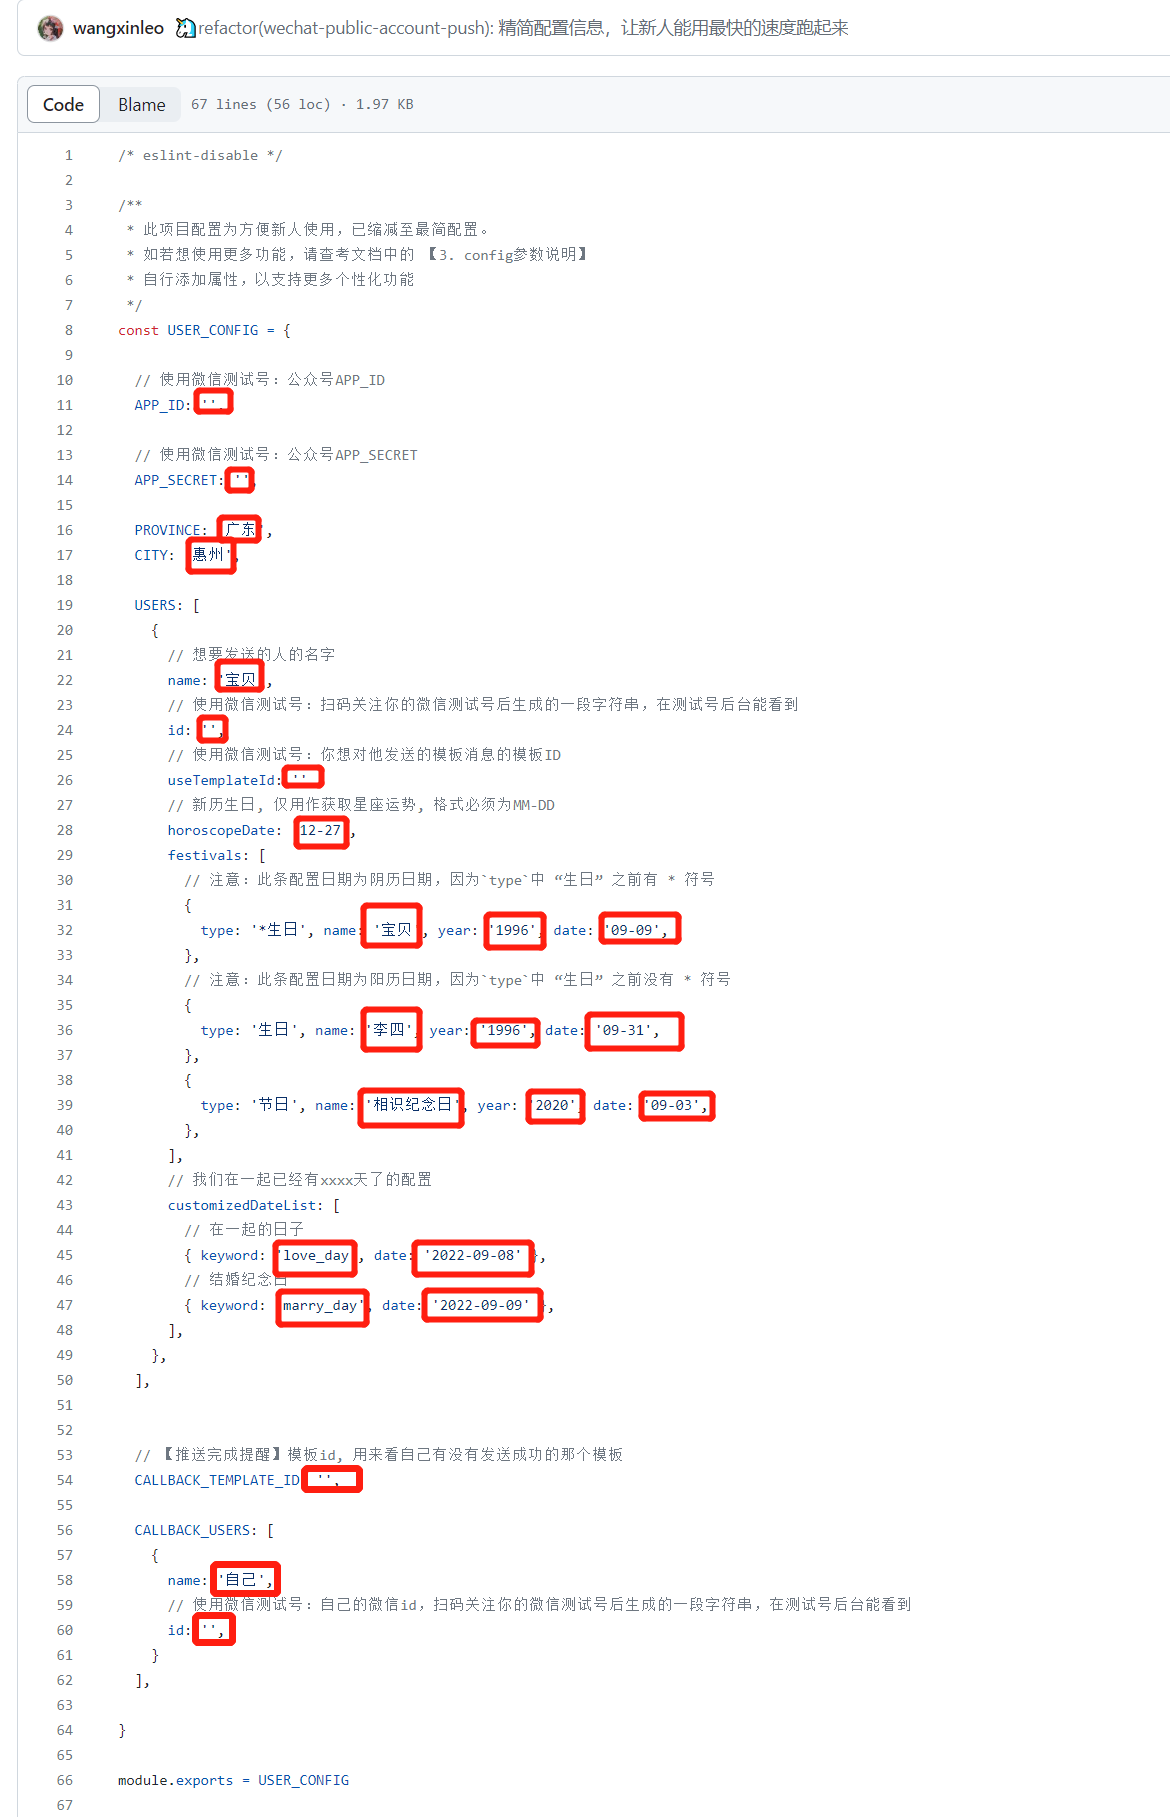 wangxinleo refactor(wechat-public-account-push): 精简配置信息，让新人能用最快的速度跑起来
Code Blame 67 lines (56 loc) · 1.97 KB
1 /* eslint-disable */
2
3 /**
4 * 此项目配置为方便新人使用，已缩减至最简配置。
5 * 如若想使用更多功能，请查考文档中的 【3. config参数说明】
6 * 自行添加属性，以支持更多个性化功能
7 */
8 const USER_CONFIG = {
9
10 // 使用微信测试号：公众号APP_ID
11 APP_ID: '',
12
13 // 使用微信测试号：公众号APP_SECRET
14 APP_SECRET: '',
15
16 PROVINCE: '广东',
17 CITY: '惠州',
18
19 USERS: [
20 {
21 // 想要发送的人的名字
22 name: '宝贝',
23 // 使用微信测试号：扫码关注你的微信测试号后生成的一段字符串，在测试号后台能看到
24 id: '',
25 // 使用微信测试号：你想对他发送的模板消息的模板ID
26 useTemplateId: ''
27 // 新历生日, 仅用作获取星座运势, 格式必须为MM-DD
28 horoscopeDate: '12-27',
29 festivals: [
30 // 注意：此条配置日期为阴历日期，因为`type`中 “生日” 之前有 * 符号
31 {
32 type: '*生日', name: '宝贝', year: '1996', date: '09-09',
33 },
34 // 注意：此条配置日期为阳历日期，因为`type`中 “生日” 之前没有 * 符号
35 {
36 type: '生日', name: '李四', year: '1996', date: '09-31',
37 },
38 {
39 type: '节日', name: '相识纪念日', year: '2020', date: '09-03',
40 },
41 ],
42 // 我们在一起已经有xxxx天了的配置
43 customizedDateList: [
44 // 在一起的日子
45 { keyword: 'love_day', date: '2022-09-08' },
46 // 结婚纪念日
47 { keyword: 'marry_day', date: '2022-09-09' },
48 ],
49 },
50 ],
51
52
53 // 【推送完成提醒】模板id, 用来看自己有没有发送成功的那个模板
54 CALLBACK_TEMPLATE_ID '',
55
56 CALLBACK_USERS: [
57 {
58 name: '自己',
59 // 使用微信测试号：自己的微信id，扫码关注你的微信测试号后生成的一段字符串，在测试号后台能看到
60 id: '',
61 }
62 ],
63
64 }
65
66 module.exports = USER_CONFIG
67